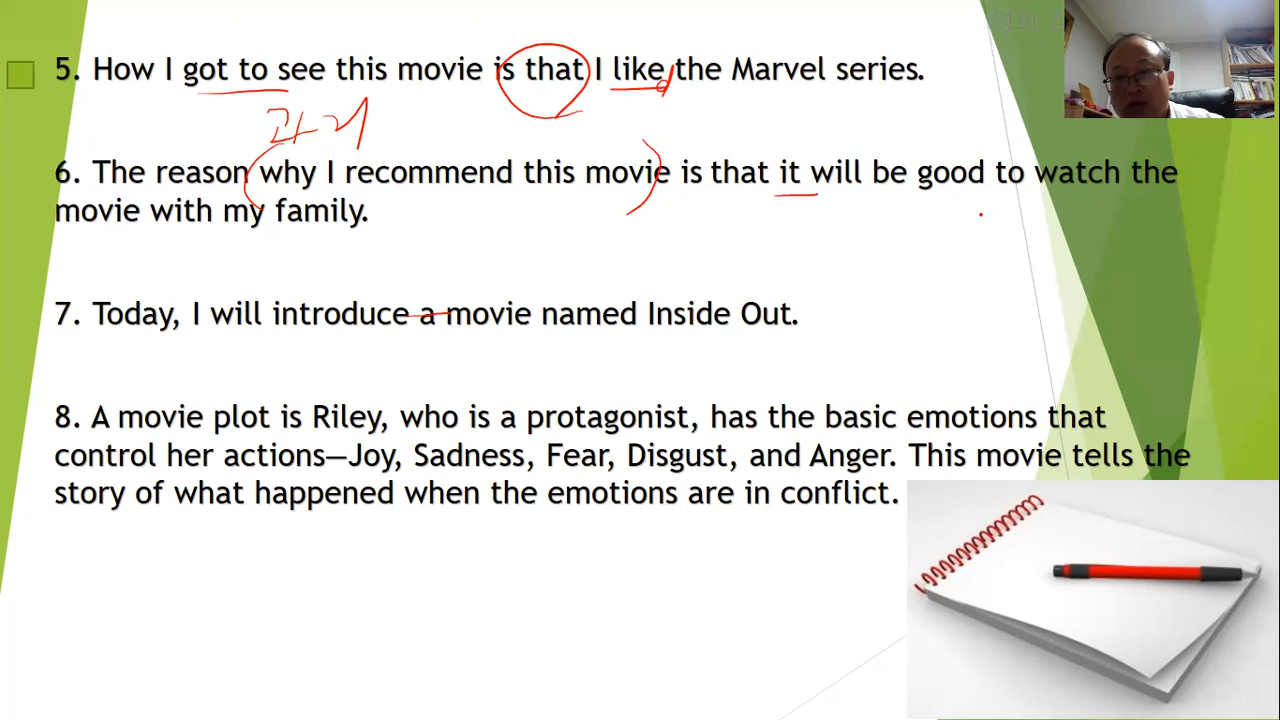 5. How I got to see this movie is that I liked the Marvel series.
과거
6. The reason why I recommend this movie is that it will be good to watch the
movie with my family.
7. Today, I will introduce a movie named Inside Out.
8. A movie plot is Riley, who is a protagonist, has the basic emotions that
control her actions—Joy, Sadness, Fear, Disgust, and Anger. This movie tells the
story of what happened when the emotions are in conflict.